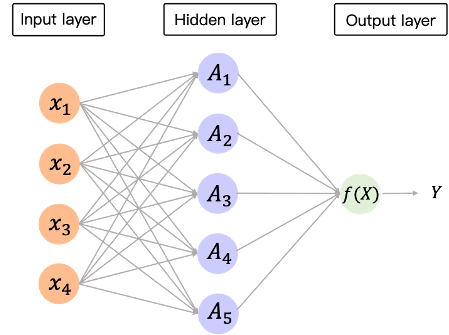 Input layer
Hidden layer
Output layer
x₁
x₂
x₃
x₄
A₁
A₂
A₃
A₄
A₅
f(X)
Y